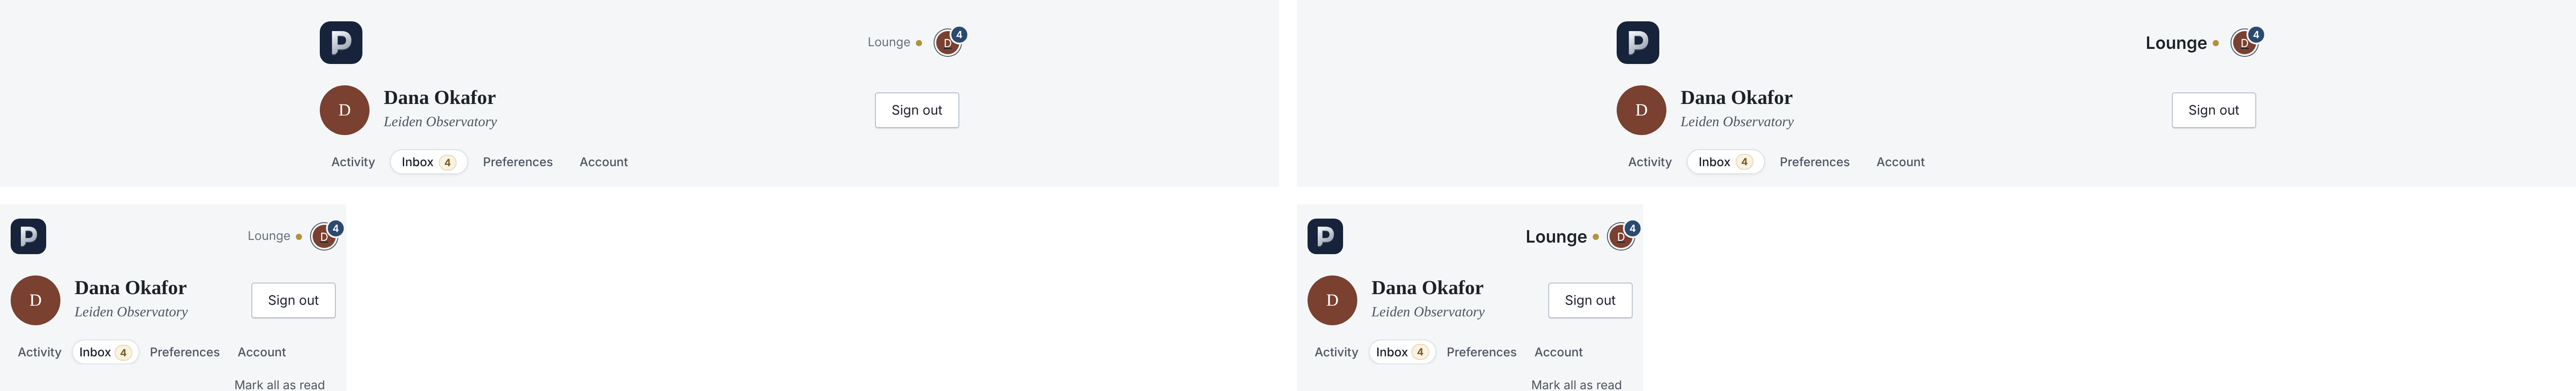 P
Lounge
D
4
D
Dana Okafor
Leiden Observatory
Sign out
Activity
Inbox 4
Preferences
Account
P
Lounge
D
4
D
Dana Okafor
Leiden Observatory
Sign out
Activity
Inbox 4
Preferences
Account
P
Lounge
D
4
D
Dana Okafor
Leiden Observatory
Sign out
Activity
Inbox 4
Preferences
Account
Mark all as read
P
Lounge
D
4
D
Dana Okafor
Leiden Observatory
Sign out
Activity
Inbox 4
Preferences
Account
Mark all as read